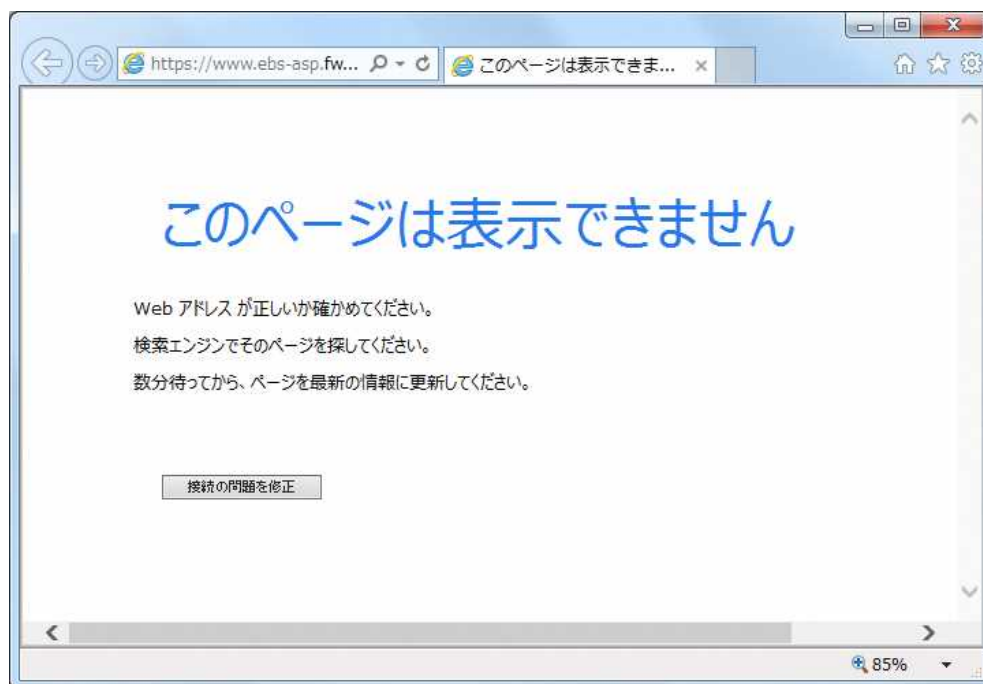 https://www.ebs-asp.fw...
このページは表示できま...
このページは表示できません
Web アドレス が正しいか確かめてください。
検索エンジンでそのページを探してください。
数分待ってから、ページを最新の情報に更新してください。
接続の問題を修正
85%